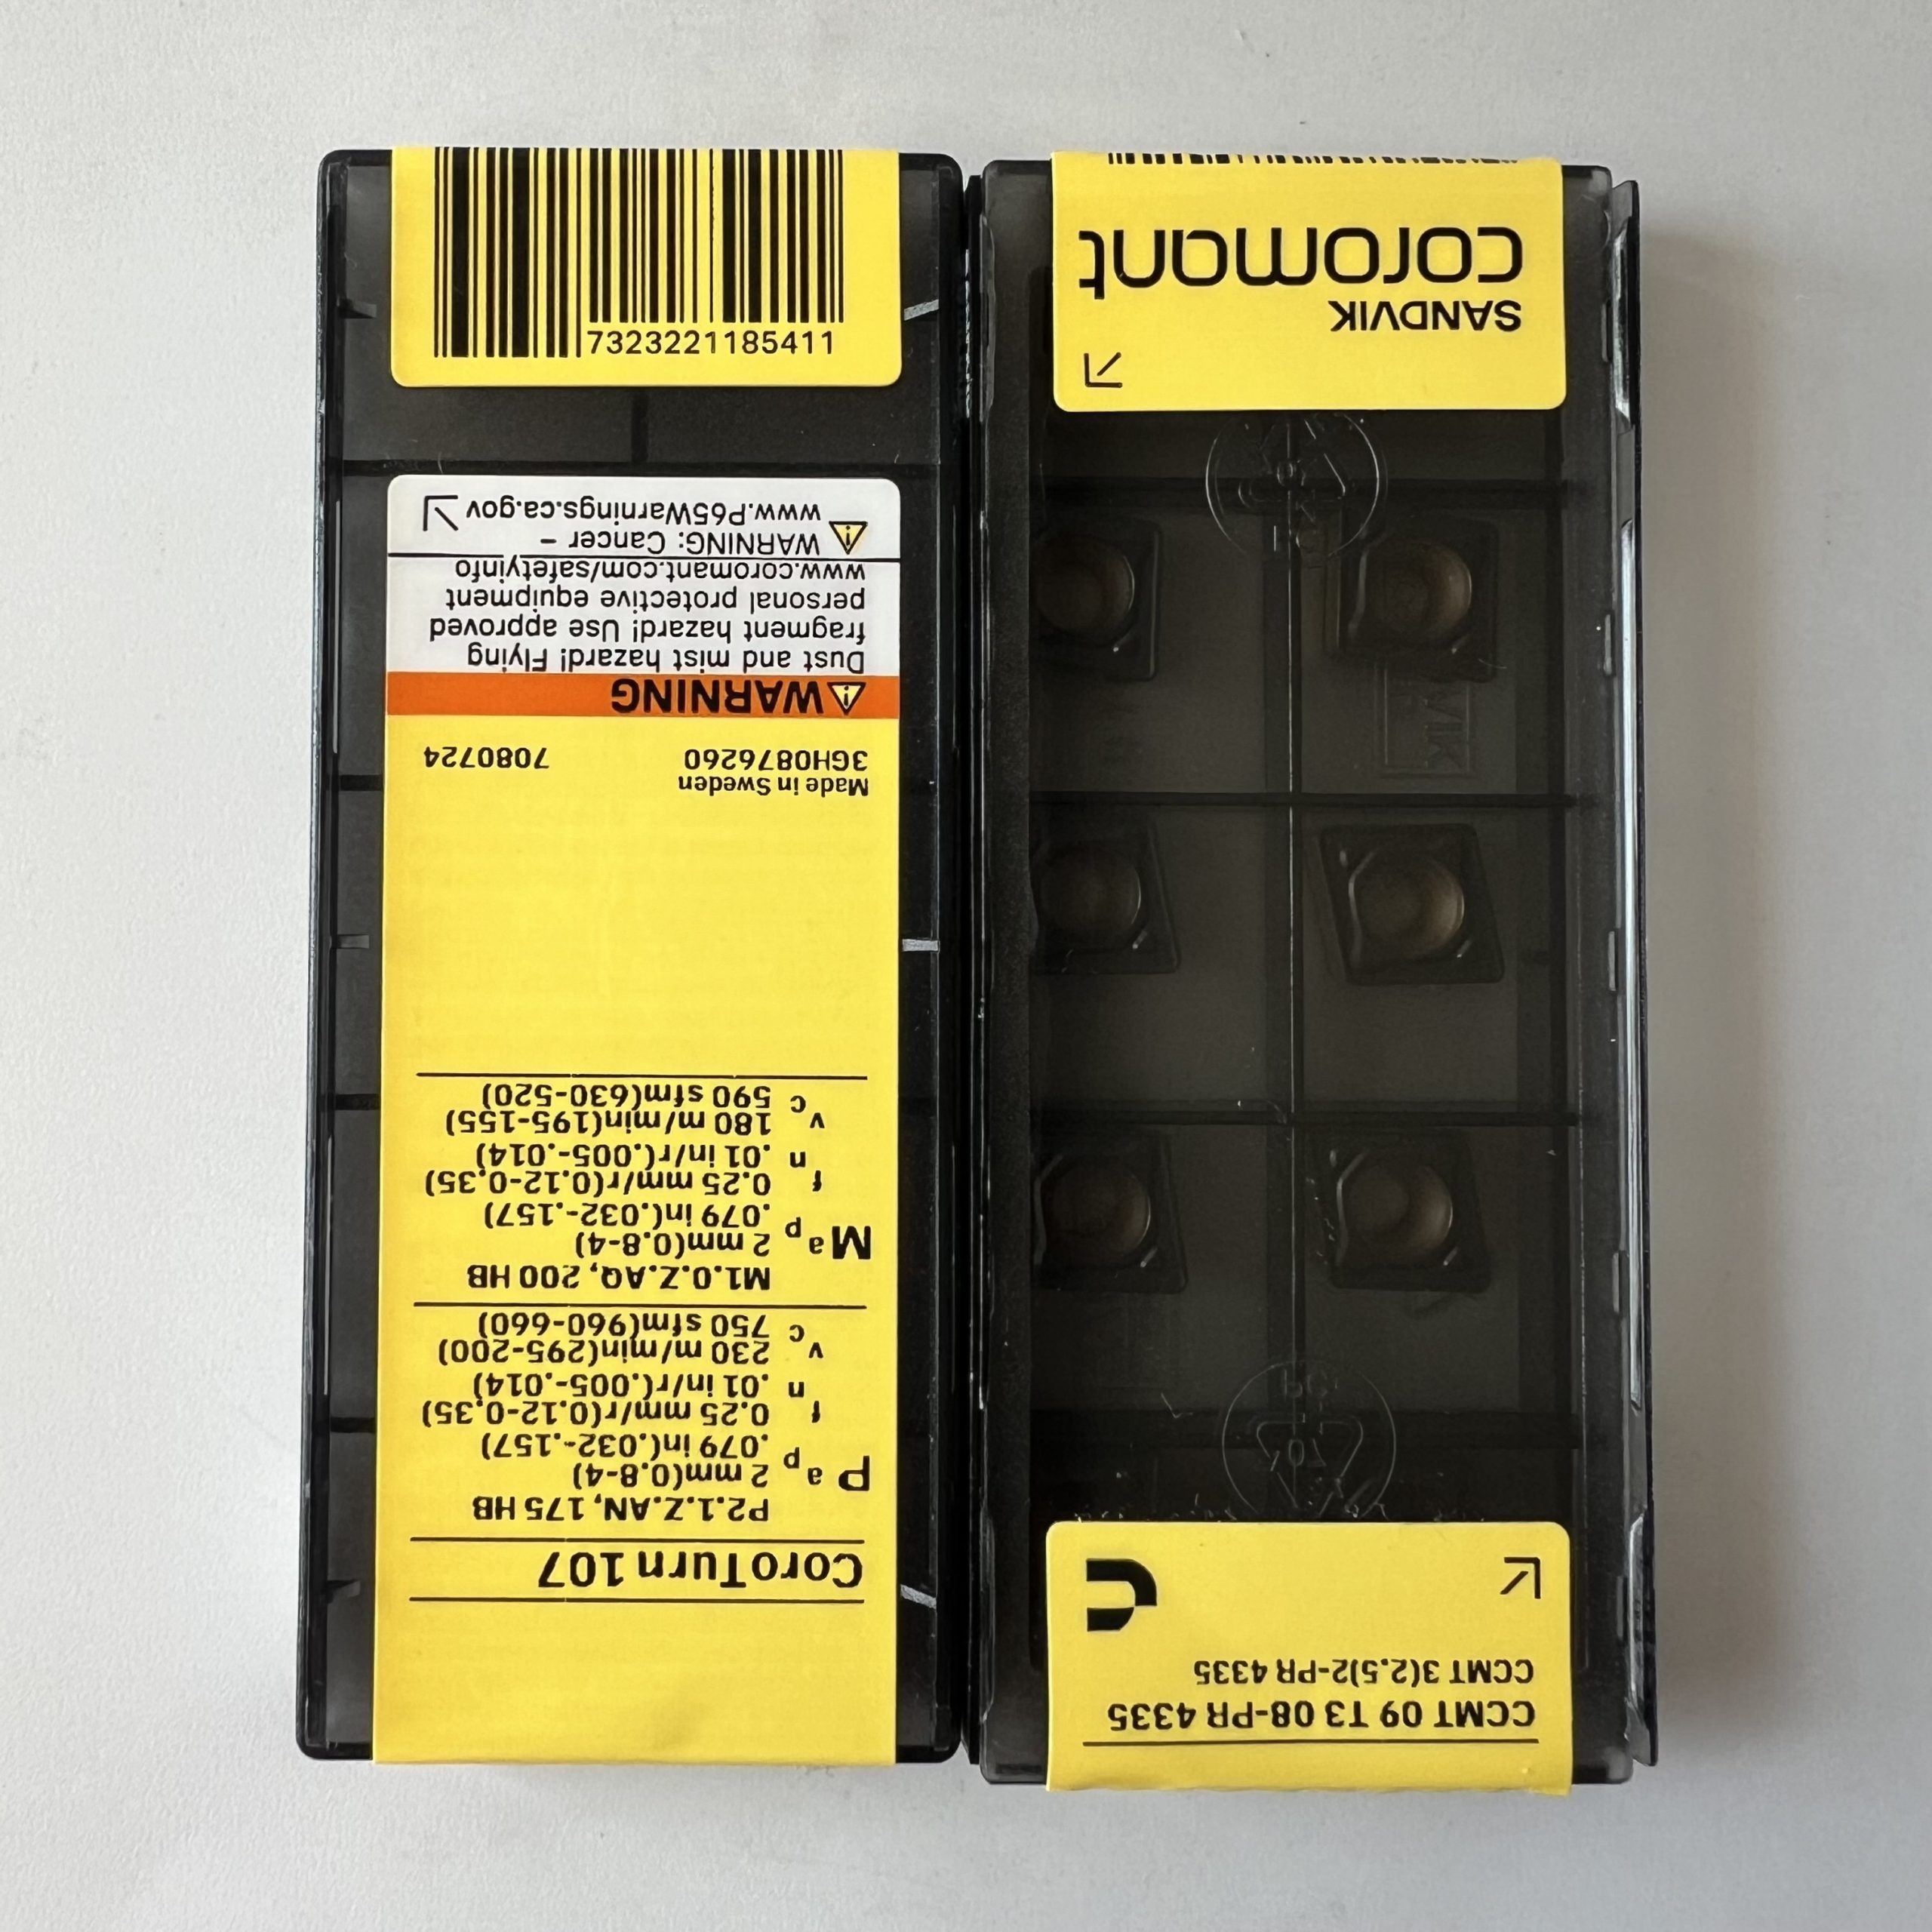 7323221185411
CoroTurn 107
P2.1.Z.AN, 175 HB
P ap 2 mm(0.8-4)
.079 in(.032-.157)
fn 0.25 mm/r(0.12-0,35)
.01 in/r(.005-.014)
vc 230 m/min(295-200)
750 sfm(960-660)
M1.0.Z.AQ, 200 HB
M ap 2 mm(0.8-4)
.079 in(.032-.157)
fn 0.25 mm/r(0.12-0,35)
.01 in/r(.005-.014)
vc 180 m/min(195-155)
590 sfm(630-520)
Made in Sweden
3GH0876260 7080724
WARNING
Dust and mist hazard! Flying
fragment hazard! Use approved
personal protective equipment
www.coromant.com/safetyinfo
WARNING: Cancer –
www.P65Warnings.ca.gov
CCMT 09 T3 08-PR 4335
CCMT 3(2.5)2-PR 4335
SANDVIK
coromant